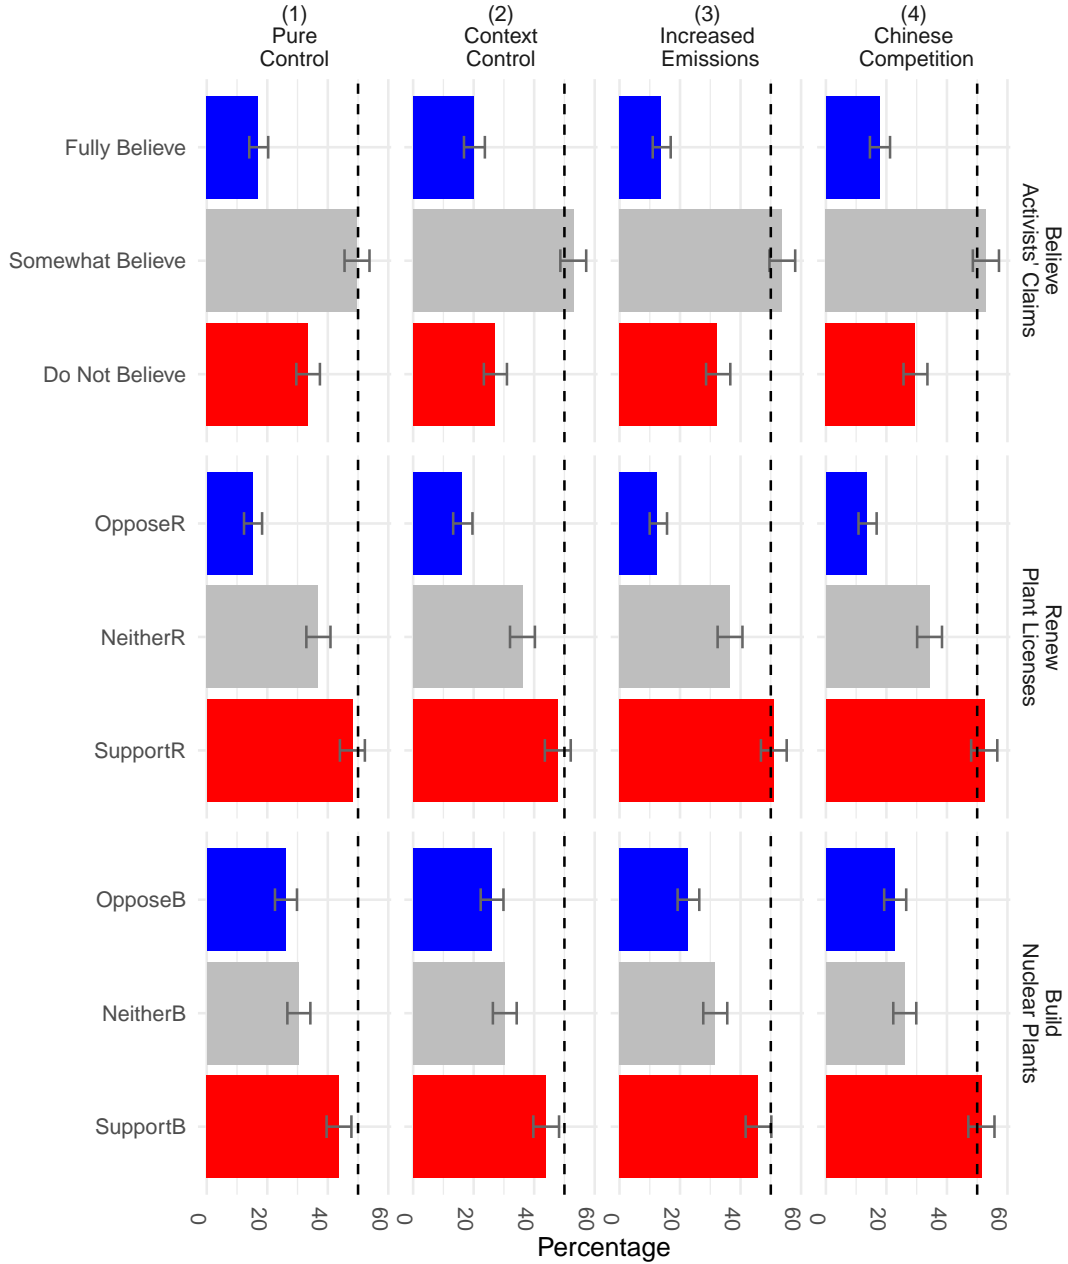 (1)
Pure
Control
(2)
Context
Control
(3)
Increased
Emissions
(4)
Chinese
Competition
Fully Believe
Somewhat Believe
Do Not Believe
Believe
Activists' Claims
OpposeR
NeitherR
SupportR
Renew
Plant Licenses
OpposeB
NeitherB
SupportB
Build
Nuclear Plants
0 20 40 60 0 20 40 60 0 20 40 60 0 20 40 60
Percentage